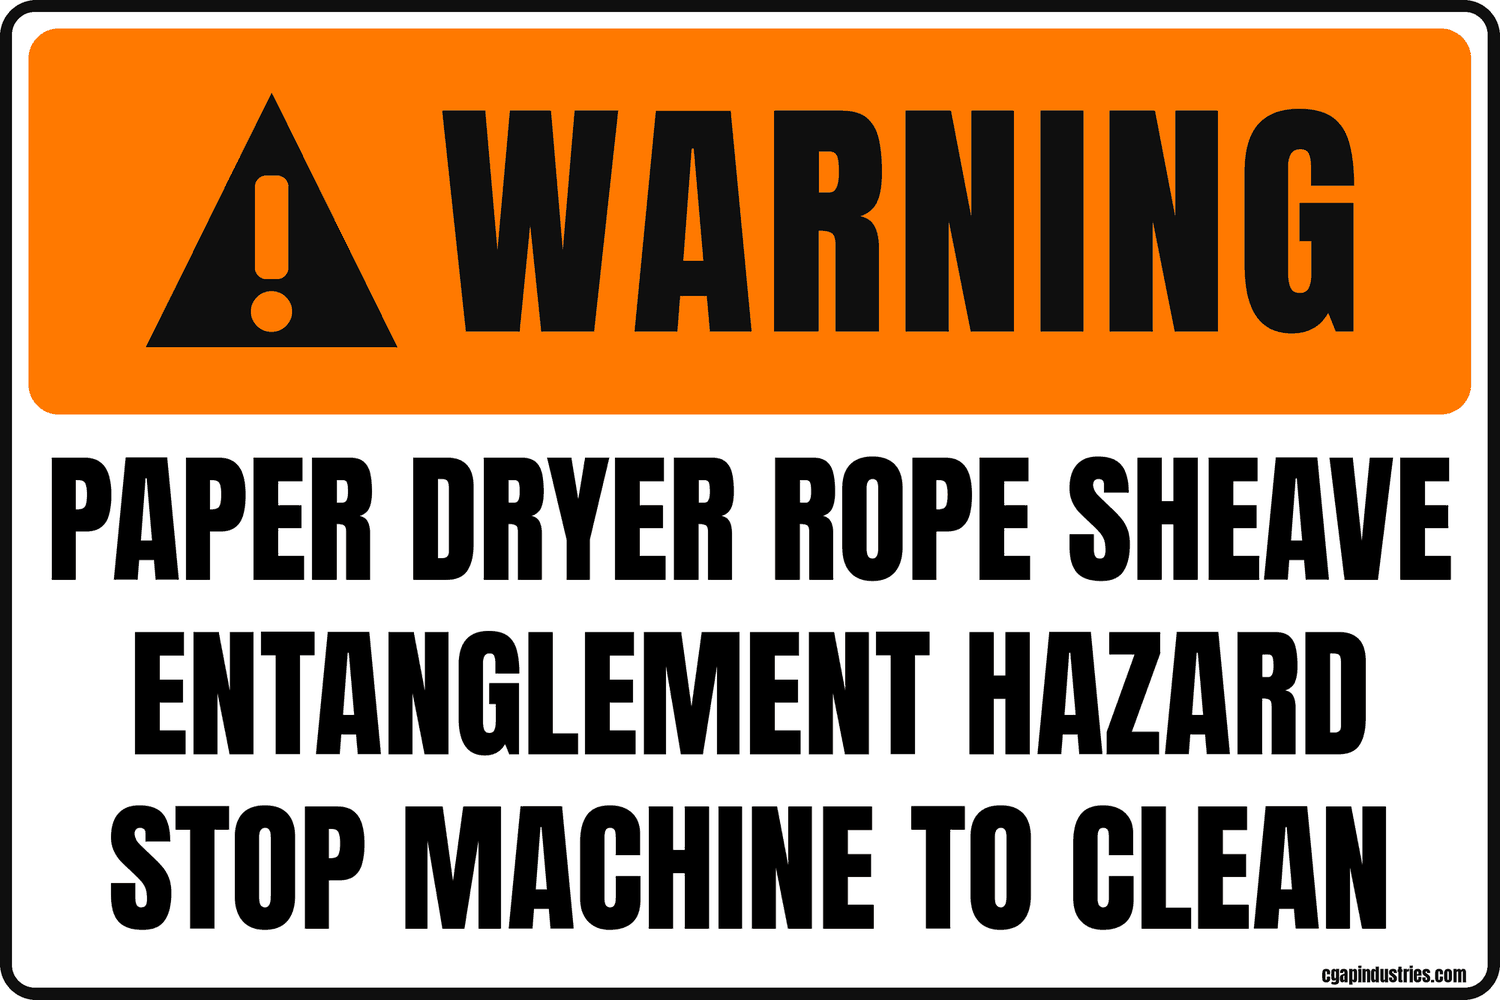 WARNING
PAPER DRYER ROPE SHEAVE
ENTANGLEMENT HAZARD
STOP MACHINE TO CLEAN
cgapindustries.com